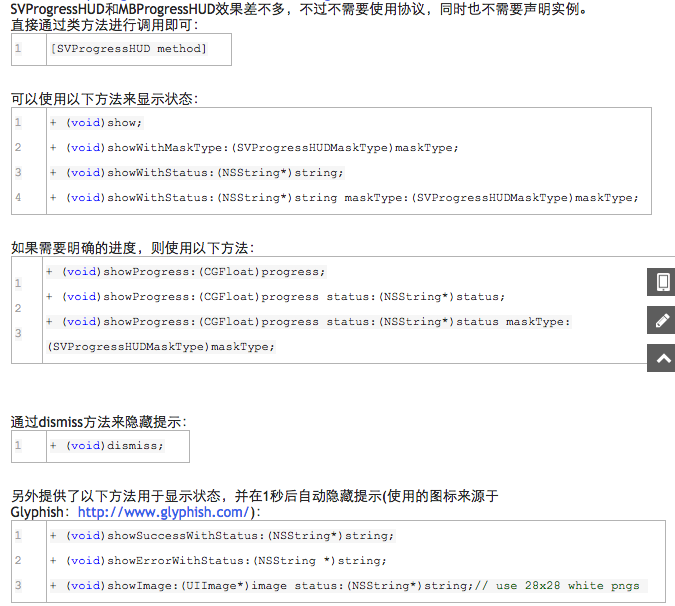 SVProgressHUD和MBProgressHUD效果差不多，不过不需要使用协议，同时也不需要声明实例。
直接通过类方法进行调用即可：
1 [SVProgressHUD method]
可以使用以下方法来显示状态：
1 + (void)show;
2 + (void)showWithMaskType:(SVProgressHUDMaskType)maskType;
3 + (void)showWithStatus:(NSString*)string;
4 + (void)showWithStatus:(NSString*)string maskType:(SVProgressHUDMaskType)maskType;
如果需要明确的进度，则使用以下方法：
1 + (void)showProgress:(CGFloat)progress;
2 + (void)showProgress:(CGFloat)progress status:(NSString*)status;
3 + (void)showProgress:(CGFloat)progress status:(NSString*)status maskType:
(SVProgressHUDMaskType)maskType;
通过dismiss方法来隐藏提示：
1 + (void)dismiss;
另外提供了以下方法用于显示状态，并在1秒后自动隐藏提示(使用的图标来源于
Glyphish：http://www.glyphish.com/)：
1 + (void)showSuccessWithStatus:(NSString*)string;
2 + (void)showErrorWithStatus:(NSString *)string;
3 + (void)showImage:(UIImage*)image status:(NSString*)string;// use 28x28 white pngs